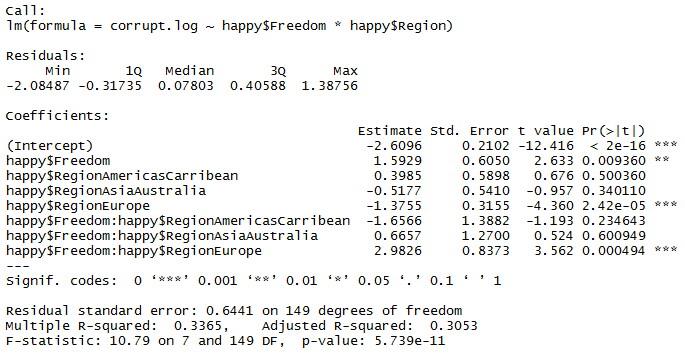 Call:
lm(formula = corrupt.log ~ happy$Freedom * happy$Region)
Residuals:
Min 1Q Median 3Q Max
-2.08487 -0.31735 0.07803 0.40588 1.38756
Coefficients:
Estimate Std. Error t value Pr(>|t|)
(Intercept) -2.6096 0.2102 -12.416 < 2e-16 ***
happy$Freedom 1.5929 0.6050 2.633 0.009360 **
happy$RegionAmericasCarribean 0.3985 0.5898 0.676 0.500360
happy$RegionAsiaAustralia -0.5177 0.5410 -0.957 0.340110
happy$RegionEurope -1.3755 0.3155 -4.360 2.42e-05 ***
happy$Freedom:happy$RegionAmericasCarribean -1.6566 1.3882 -1.193 0.234643
happy$Freedom:happy$RegionAsiaAustralia 0.6657 1.2700 0.524 0.600949
happy$Freedom:happy$RegionEurope 2.9826 0.8373 3.562 0.000494 ***
---
Signif. codes: 0 ‘***’ 0.001 ‘**’ 0.01 ‘*’ 0.05 ‘.’ 0.1 ‘ ’ 1
Residual standard error: 0.6441 on 149 degrees of freedom
Multiple R-squared: 0.3365, Adjusted R-squared: 0.3053
F-statistic: 10.79 on 7 and 149 DF, p-value: 5.739e-11